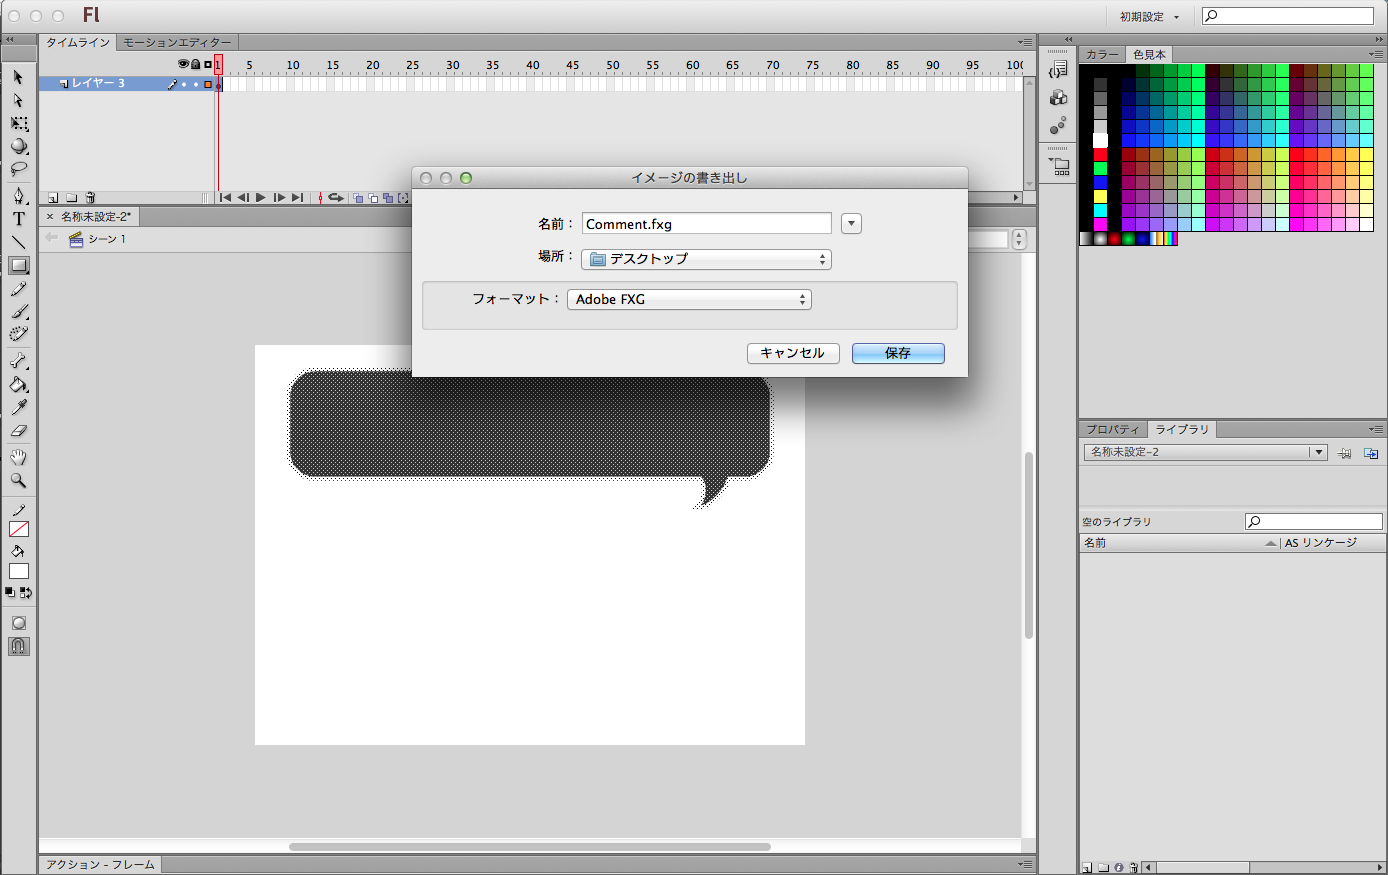 Fl
初期設定
タイムライン
モーションエディター
1 5 10 15 20 25 30 35 40 45 50 55 60 65 70 75 80 85 90 95 100
レイヤー 3
名称未設定-2*
シーン 1
イメージの書き出し
名前：
Comment.fxg
場所：
デスクトップ
フォーマット：
Adobe FXG
キャンセル
保存
カラー
色見本
プロパティ
ライブラリ
名称未設定-2
空のライブラリ
名前
AS リンケージ
アクション - フレーム